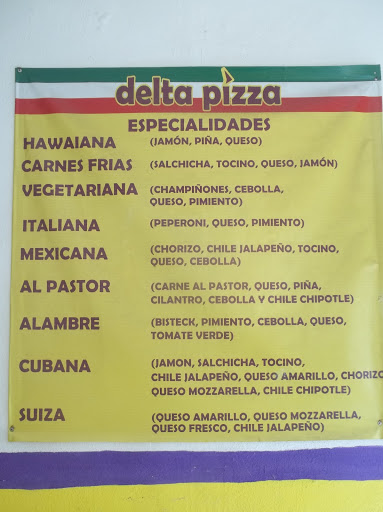 delta pizza
ESPECIALIDADES
HAWAIANA (JAMÓN, PIÑA, QUESO)
CARNES FRIAS (SALCHICHA, TOCINO, QUESO, JAMÓN)
VEGETARIANA (CHAMPIÑONES, CEBOLLA,
QUESO, PIMIENTO)
ITALIANA (PEPERONI, QUESO, PIMIENTO)
MEXICANA (CHORIZO, CHILE JALAPEÑO, TOCINO,
QUESO, CEBOLLA)
AL PASTOR (CARNE AL PASTOR, QUESO, PIÑA,
CILANTRO, CEBOLLA Y CHILE CHIPOTLE)
ALAMBRE (BISTECK, PIMIENTO, CEBOLLA, QUESO,
TOMATE VERDE)
CUBANA (JAMON, SALCHICHA, TOCINO,
CHILE JALAPEÑO, QUESO AMARILLO, CHORIZO
QUESO MOZZARELLA, CHILE CHIPOTLE)
SUIZA (QUESO AMARILLO, QUESO MOZZARELLA,
QUESO FRESCO, CHILE JALAPEÑO)